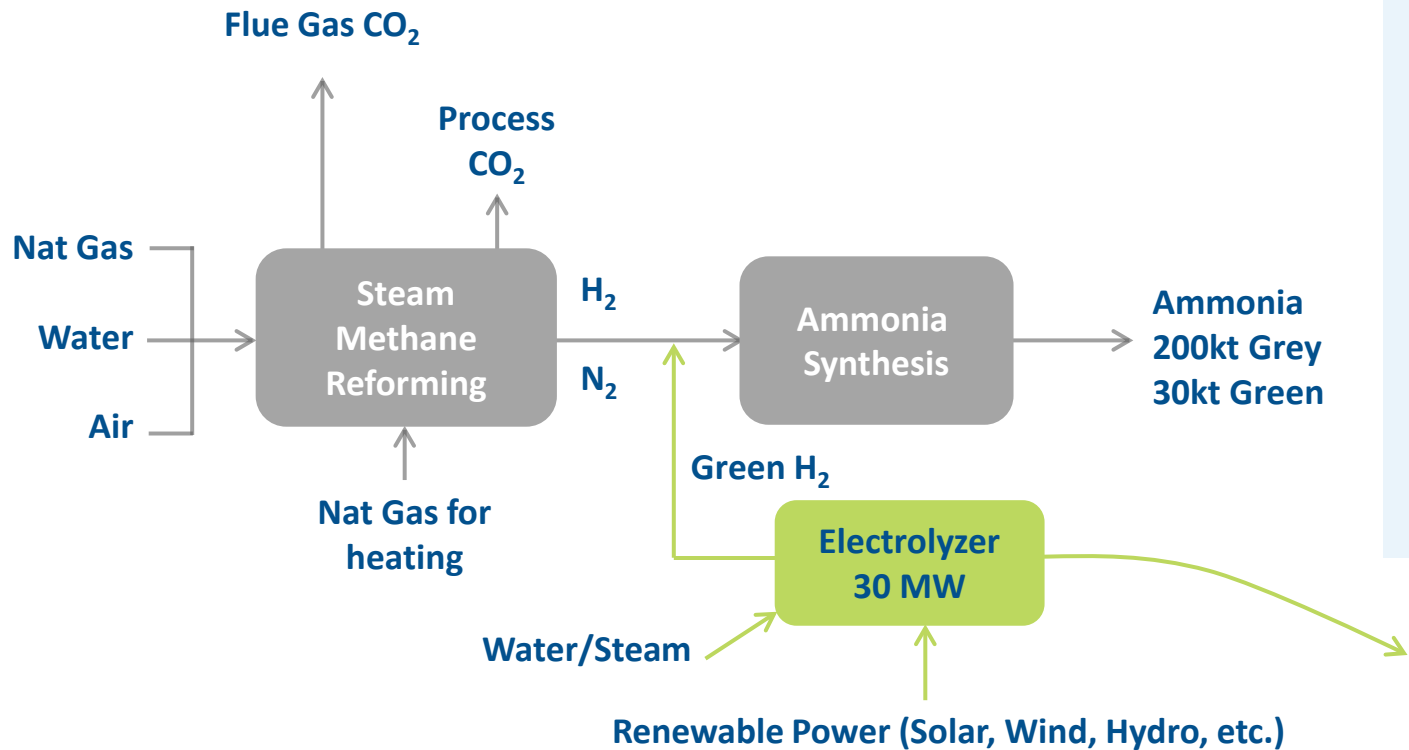 Flue Gas CO₂
Process
CO₂
Nat Gas
Water
Air
Steam
Methane
Reforming
H₂
N₂
Ammonia
Synthesis
Ammonia
200kt Grey
30kt Green
Nat Gas for
heating
Green H₂
Electrolyzer
30 MW
Water/Steam
Renewable Power (Solar, Wind, Hydro, etc.)